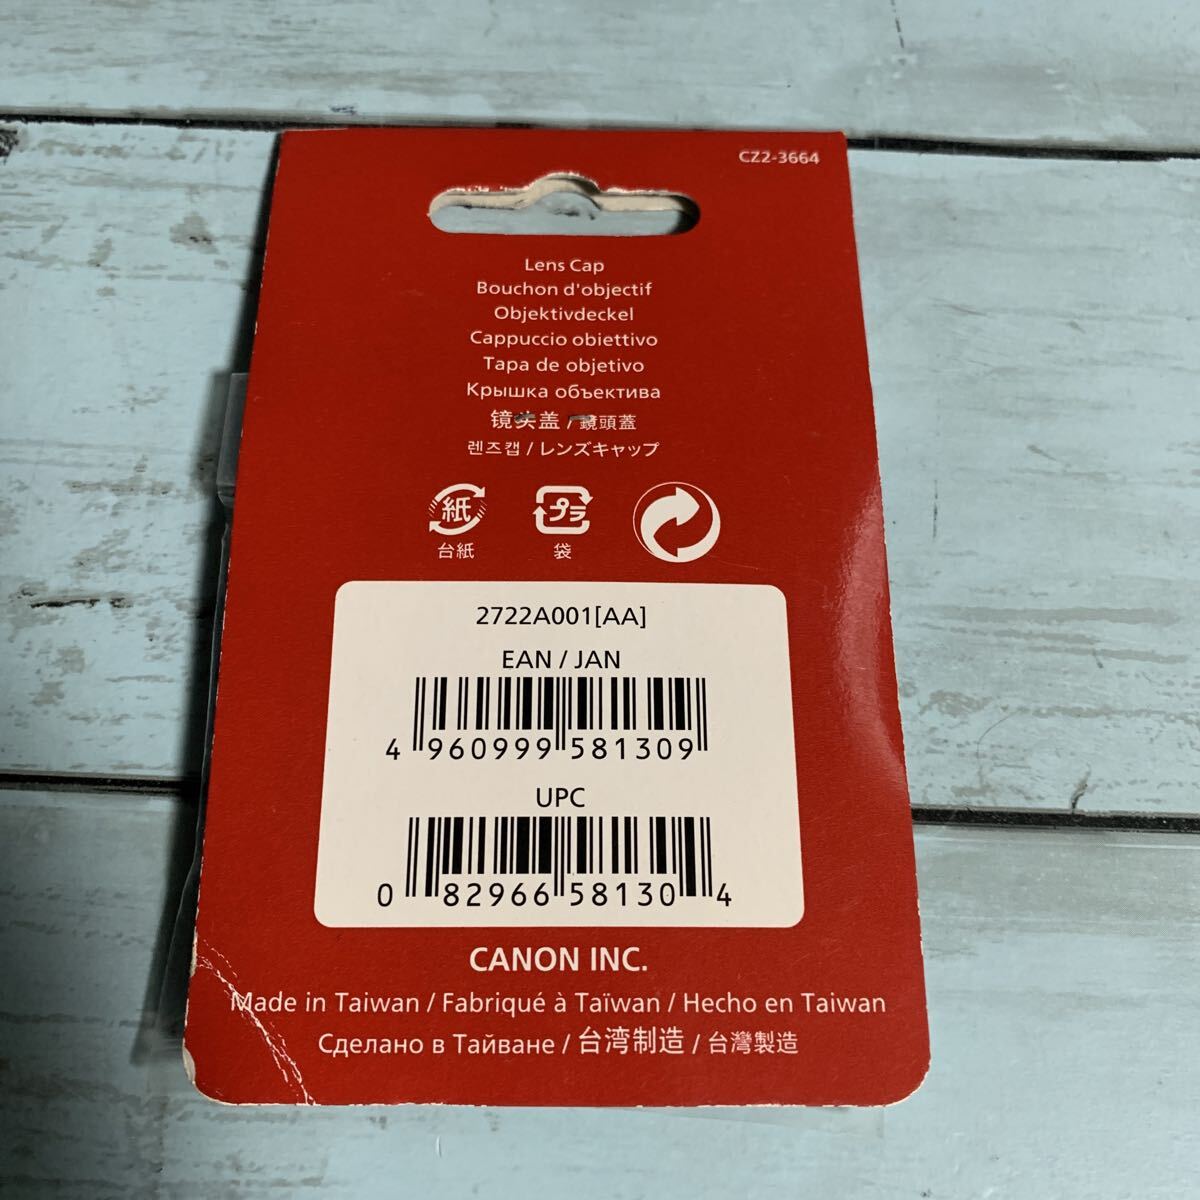 CZ2-3664
Lens Cap
Bouchon d'objectif
Objektivdeckel
Cappuccio obiettivo
Tapa de objetivo
Крышка объектива
镜头盖 / 鏡頭蓋
렌즈캡 / レンズキャップ
紙 プラ
台紙 袋
2722A001[AA]
EAN / JAN
4 960999 581309
UPC
0 82966 58130 4
CANON INC.
Made in Taiwan / Fabriqué à Taïwan / Hecho en Taiwan
Сделано в Тайване / 台湾制造 / 台灣製造